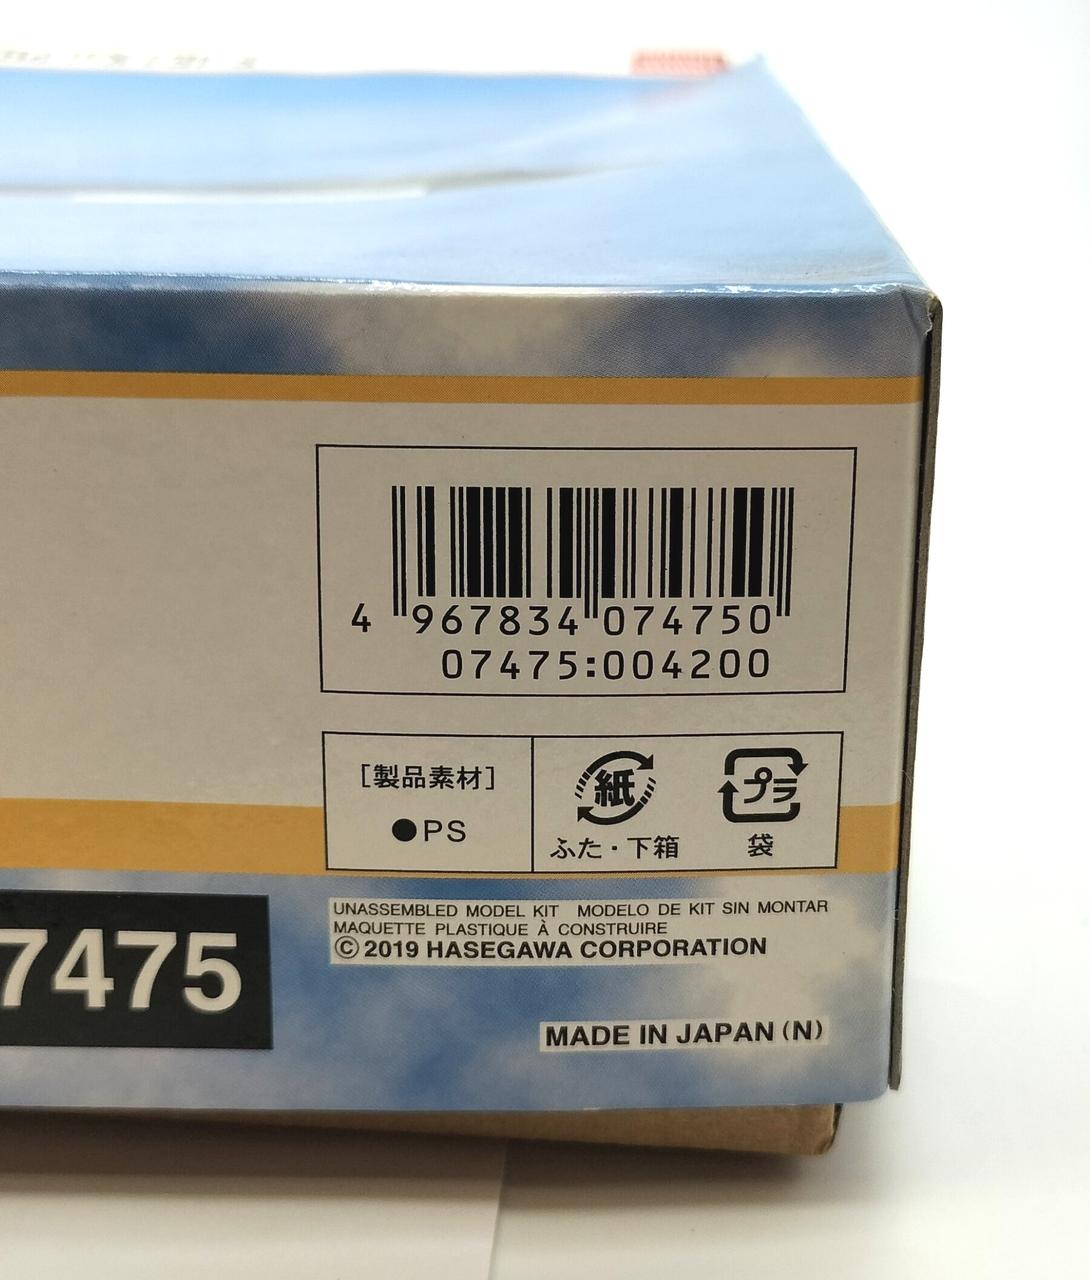 4 967834 074750
07475:004200
[製品素材]
●PS
紙
ふた・下箱
プラ
袋
7475
UNASSEMBLED MODEL KIT MODELO DE KIT SIN MONTAR
MAQUETTE PLASTIQUE À CONSTRUIRE
© 2019 HASEGAWA CORPORATION
MADE IN JAPAN (N)